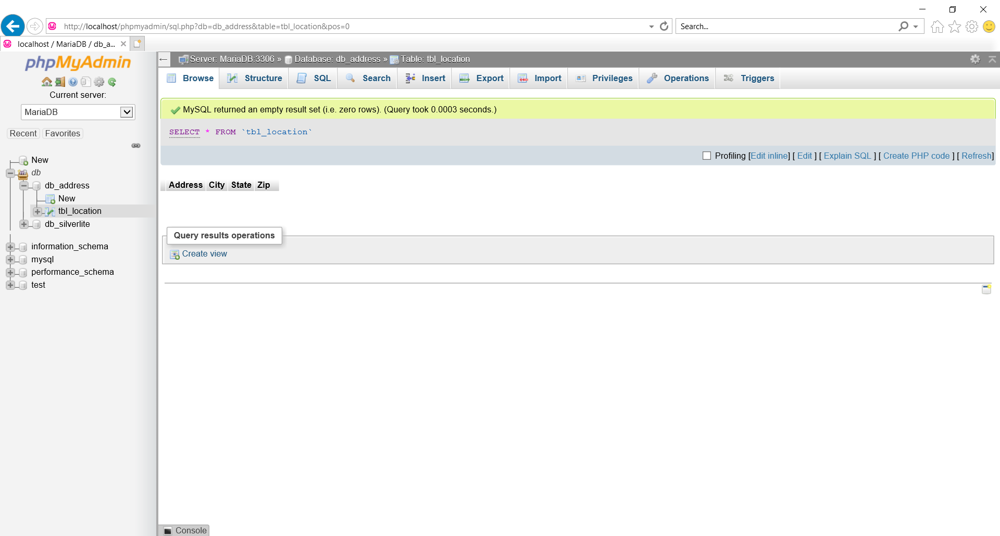 http://localhost/phpmyadmin/sql.php?db=db_address&table=tbl_location&pos=0
Search...
localhost / MariaDB / db_a...
phpMyAdmin
Current server:
MariaDB
Recent Favorites
New
db
db_address
New
tbl_location
db_silverlite
information_schema
mysql
performance_schema
test
Server: MariaDB:3306 » Database: db_address » Table: tbl_location
Browse Structure SQL Search Insert Export Import Privileges Operations Triggers
MySQL returned an empty result set (i.e. zero rows). (Query took 0.0003 seconds.)
SELECT * FROM `tbl_location`
Profiling [Edit inline] [ Edit ] [ Explain SQL ] [ Create PHP code ] [ Refresh]
Address City State Zip
Query results operations
Create view
Console